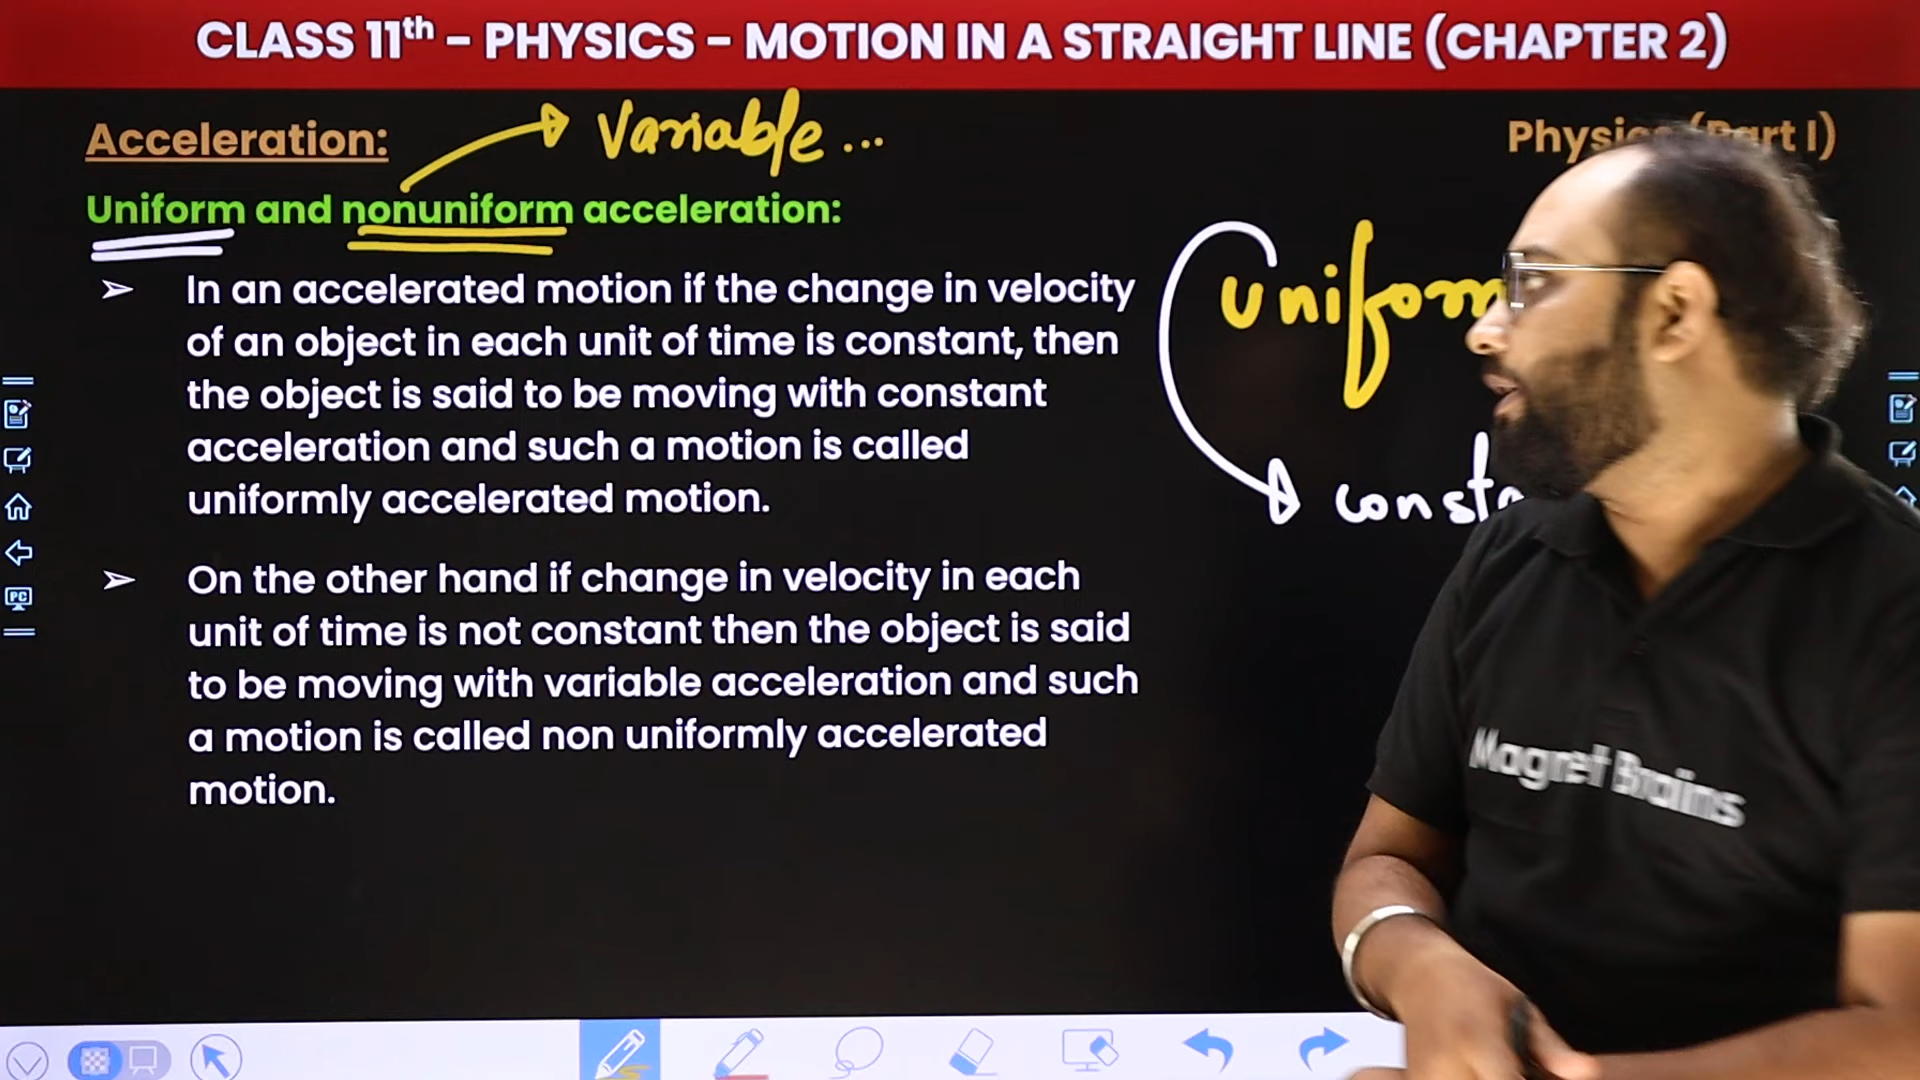 CLASS 11th - PHYSICS - MOTION IN A STRAIGHT LINE (CHAPTER 2)
Acceleration:
Variable ...
Uniform and nonuniform acceleration:
➢ In an accelerated motion if the change in velocity
of an object in each unit of time is constant, then
the object is said to be moving with constant
acceleration and such a motion is called
uniformly accelerated motion.
➢ On the other hand if change in velocity in each
unit of time is not constant then the object is said
to be moving with variable acceleration and such
a motion is called non uniformly accelerated
motion.
I)
Magnet Brains
PC